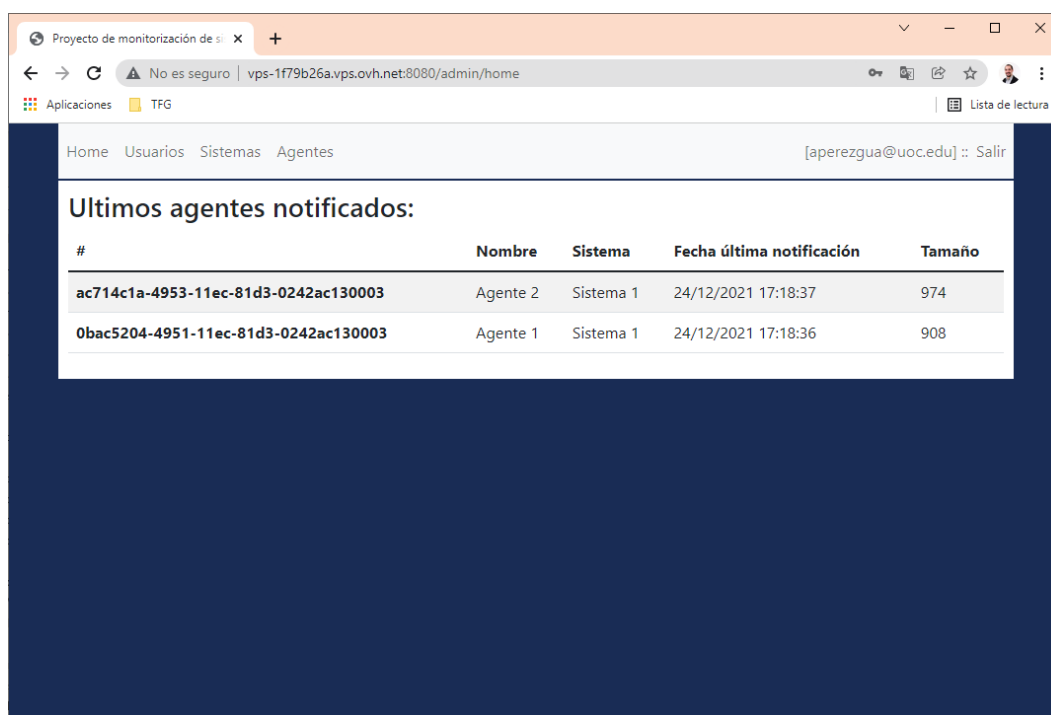 Proyecto de monitorización de si
No es seguro | vps-1f79b26a.vps.ovh.net:8080/admin/home
Aplicaciones TFG Lista de lectura
Home Usuarios Sistemas Agentes [aperezgua@uoc.edu] :: Salir
Ultimos agentes notificados:
# Nombre Sistema Fecha última notificación Tamaño
ac714c1a-4953-11ec-81d3-0242ac130003 Agente 2 Sistema 1 24/12/2021 17:18:37 974
0bac5204-4951-11ec-81d3-0242ac130003 Agente 1 Sistema 1 24/12/2021 17:18:36 908